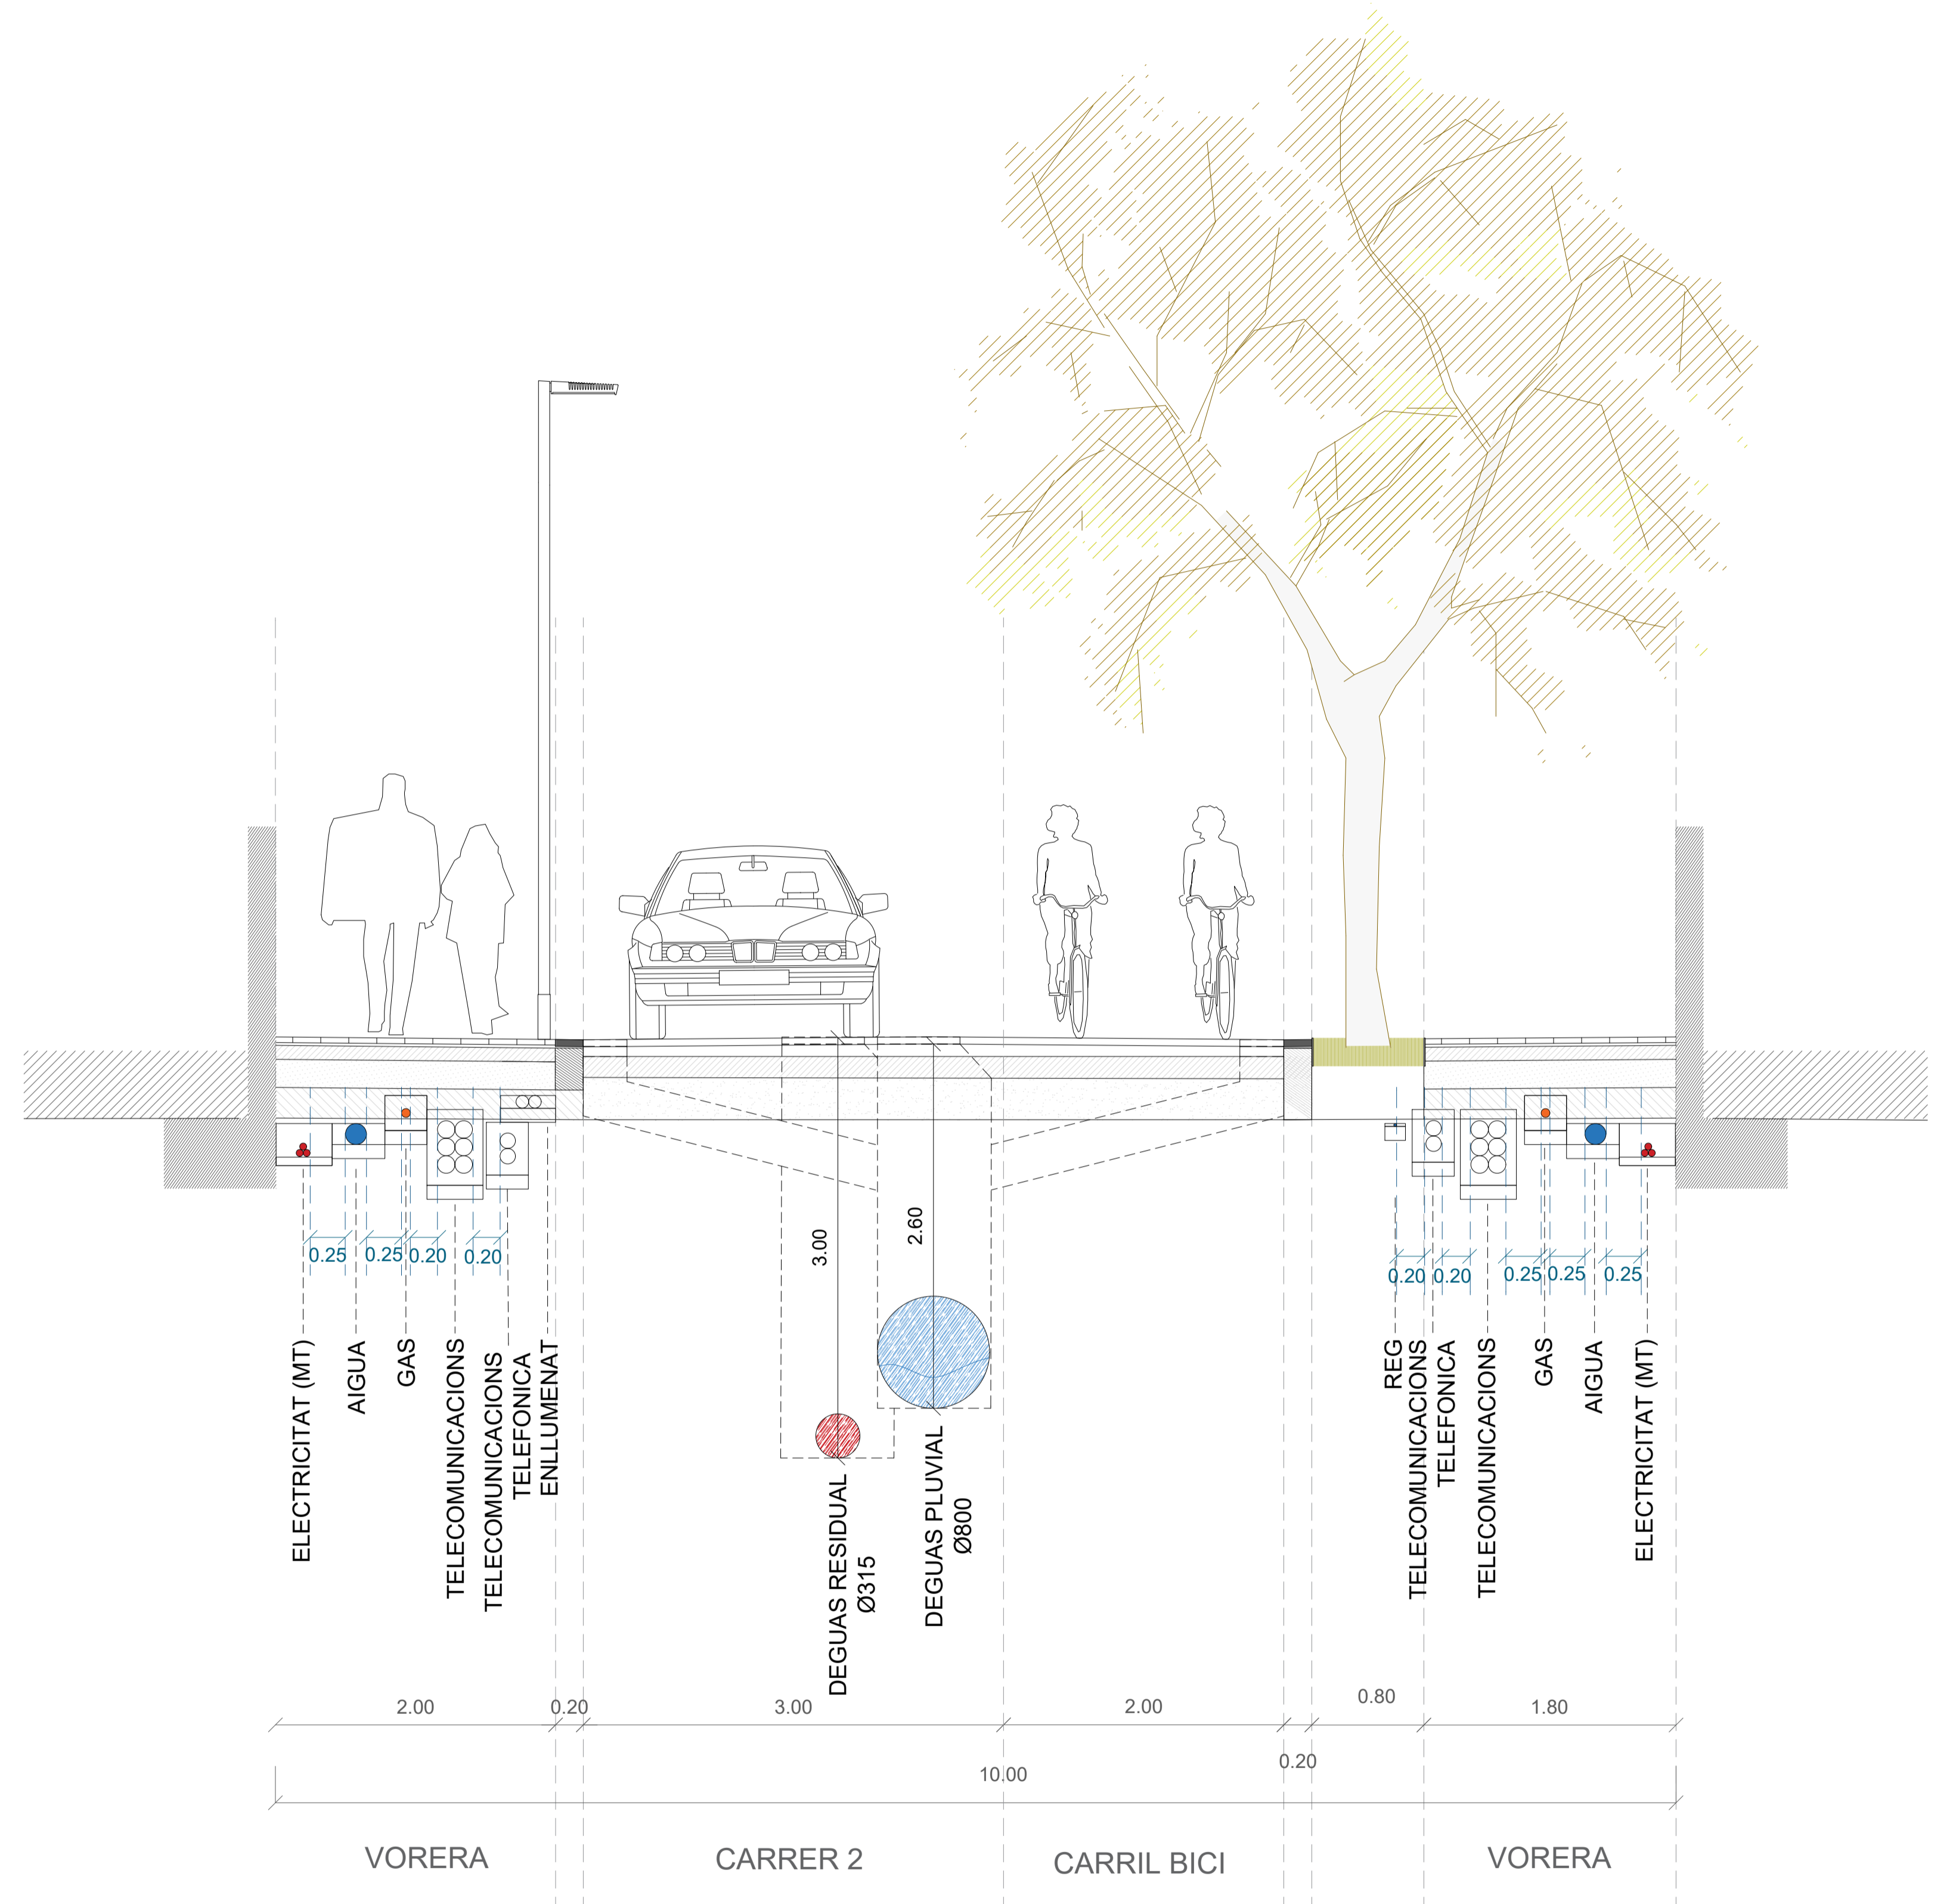 3.00
2.60
0.25
0.25
0.20
0.20
0.20
0.20
0.25
0.25
0.25
ELECTRICITAT (MT)
AIGUA
GAS
TELECOMUNICACIONS
TELECOMUNICACIONS
TELEFONICA
ENLLUMENAT
DEGUAS RESIDUAL
Ø315
DEGUAS PLUVIAL
Ø800
REG
TELECOMUNICACIONS
TELEFONICA
TELECOMUNICACIONS
GAS
AIGUA
ELECTRICITAT (MT)
2.00
0.20
3.00
2.00
0.20
0.80
1.80
10.00
VORERA
CARRER 2
CARRIL BICI
VORERA